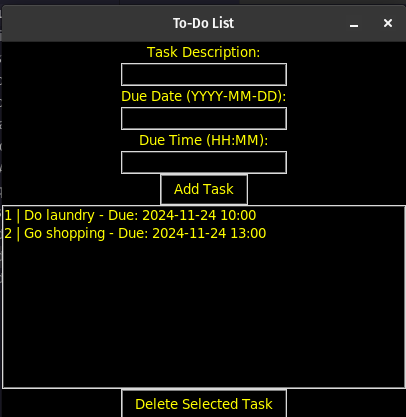 To-Do List
Task Description:
Due Date (YYYY-MM-DD):
Due Time (HH:MM):
Add Task
1 | Do laundry - Due: 2024-11-24 10:00
2 | Go shopping - Due: 2024-11-24 13:00
Delete Selected Task